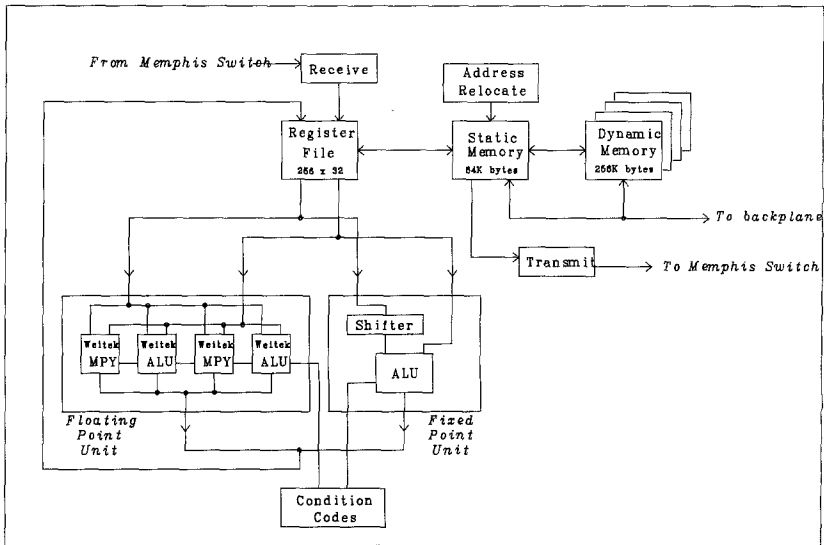 From Memphis Switch
Receive
Address
Relocate
Register
File
256 x 32
Static
Memory
64K bytes
Dynamic
Memory
256K bytes
To backplane
Transmit
To Memphis Switch
Weitek
MPY
Weitek
ALU
Weitek
MPY
Weitek
ALU
Shifter
ALU
Floating
Point
Unit
Fixed
Point
Unit
Condition
Codes